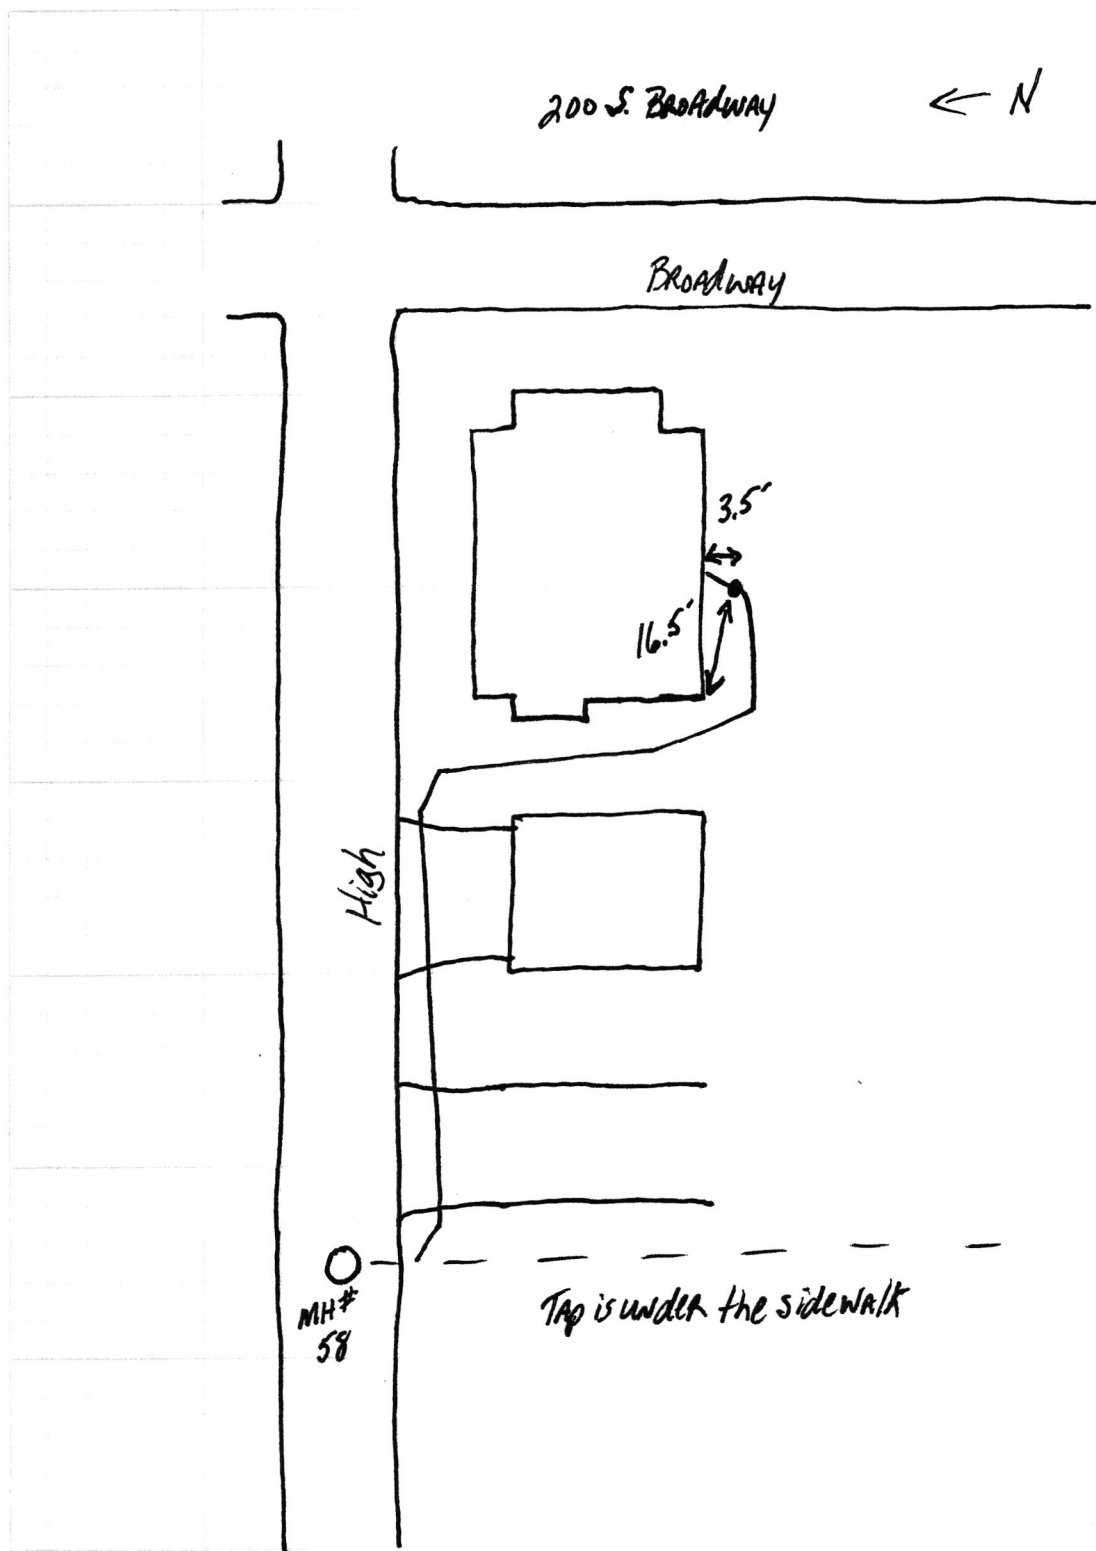 200 S. BROADWAY
← N
BROADWAY
3.5'
16.5'
High
MH#
58
TAP is under the sidewalk